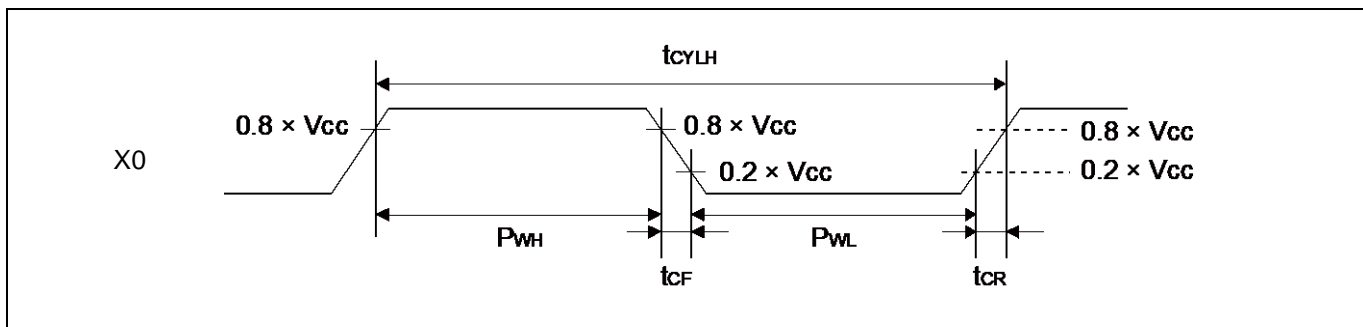 tCYLH
0.8 × Vcc
0.8 × Vcc
0.8 × Vcc
X0
0.2 × Vcc
0.2 × Vcc
PWH
PWL
tCF
tCR